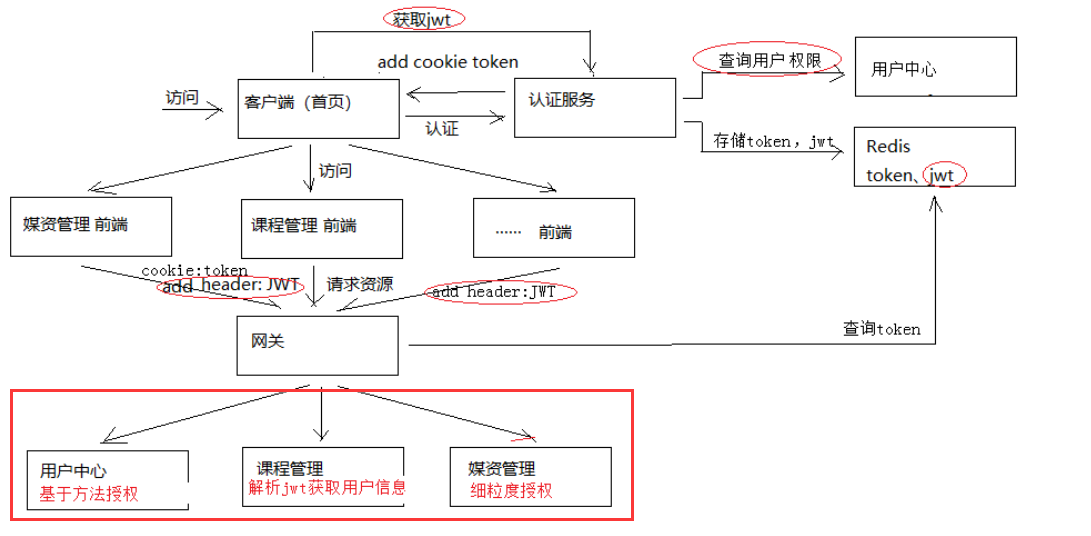 获取jwt
add cookie token
查询用户 权限
用户中心
访问
客户端（首页）
认证服务
认证
存储token，jwt
Redis
token、jwt
访问
媒资管理 前端
课程管理 前端
…… 前端
cookie:token
add header: JWT
请求资源
add header:JWT
网关
查询token
用户中心
基于方法授权
课程管理
解析jwt获取用户信息
媒资管理
细粒度授权